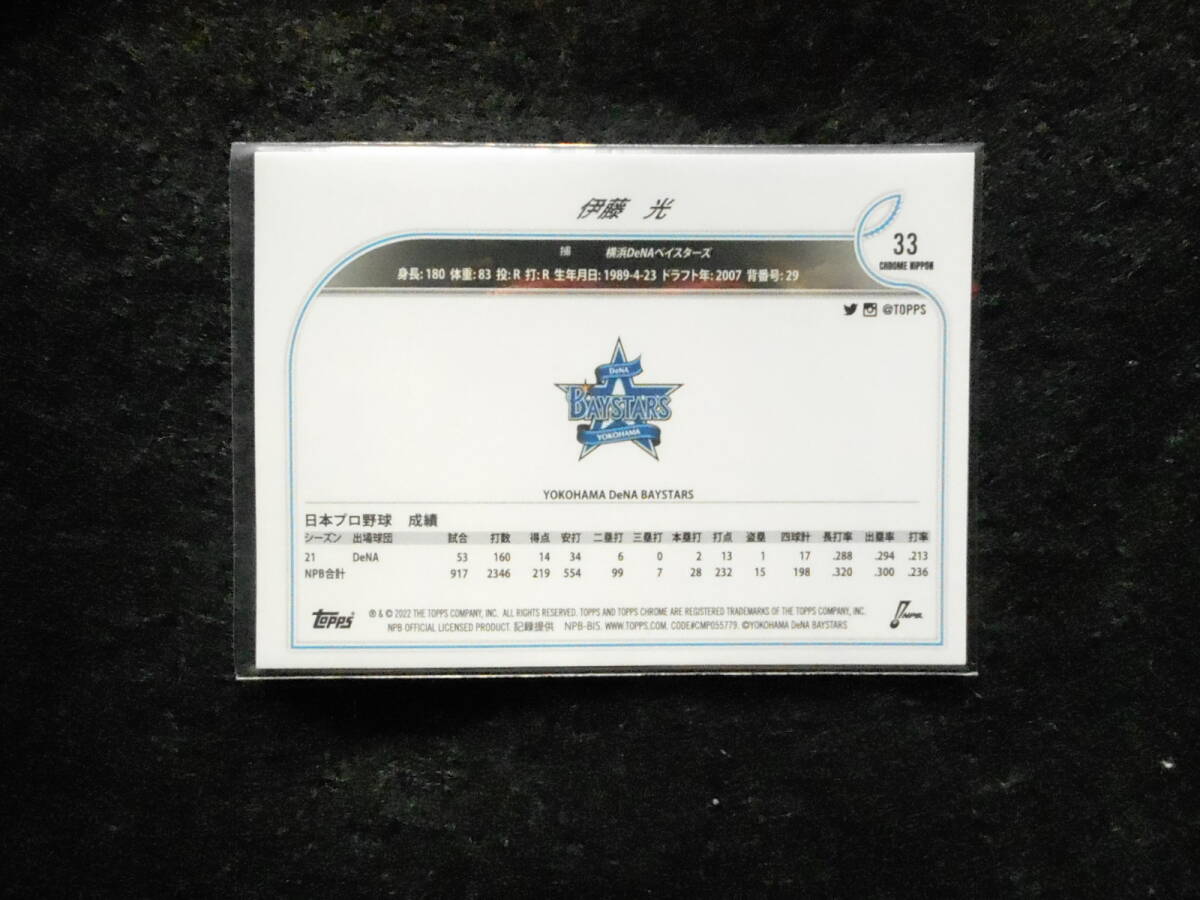 伊藤 光
33
CHROME NIPPON
捕 横浜DeNAベイスターズ
身長: 180 体重: 83 投: R 打: R 生年月日: 1989-4-23 ドラフト年: 2007 背番号: 29
@TOPPS
DeNA
BAYSTARS
YOKOHAMA
YOKOHAMA DeNA BAYSTARS
日本プロ野球 成績
シーズン 出場球団 試合 打数 得点 安打 二塁打 三塁打 本塁打 打点 盗塁 四球計 長打率 出塁率 打率
21 DeNA 53 160 14 34 6 0 2 13 1 17 .288 .294 .213
NPB合計 917 2346 219 554 99 7 28 232 15 198 .320 .300 .236
Topps
® & © 2022 THE TOPPS COMPANY, INC. ALL RIGHTS RESERVED. TOPPS AND TOPPS CHROME ARE REGISTERED TRADEMARKS OF THE TOPPS COMPANY, INC.
NPB OFFICIAL LICENSED PRODUCT. 記録提供 NPB-BIS. WWW.TOPPS.COM. CODE#CMP055779. ©YOKOHAMA DeNA BAYSTARS
NPB